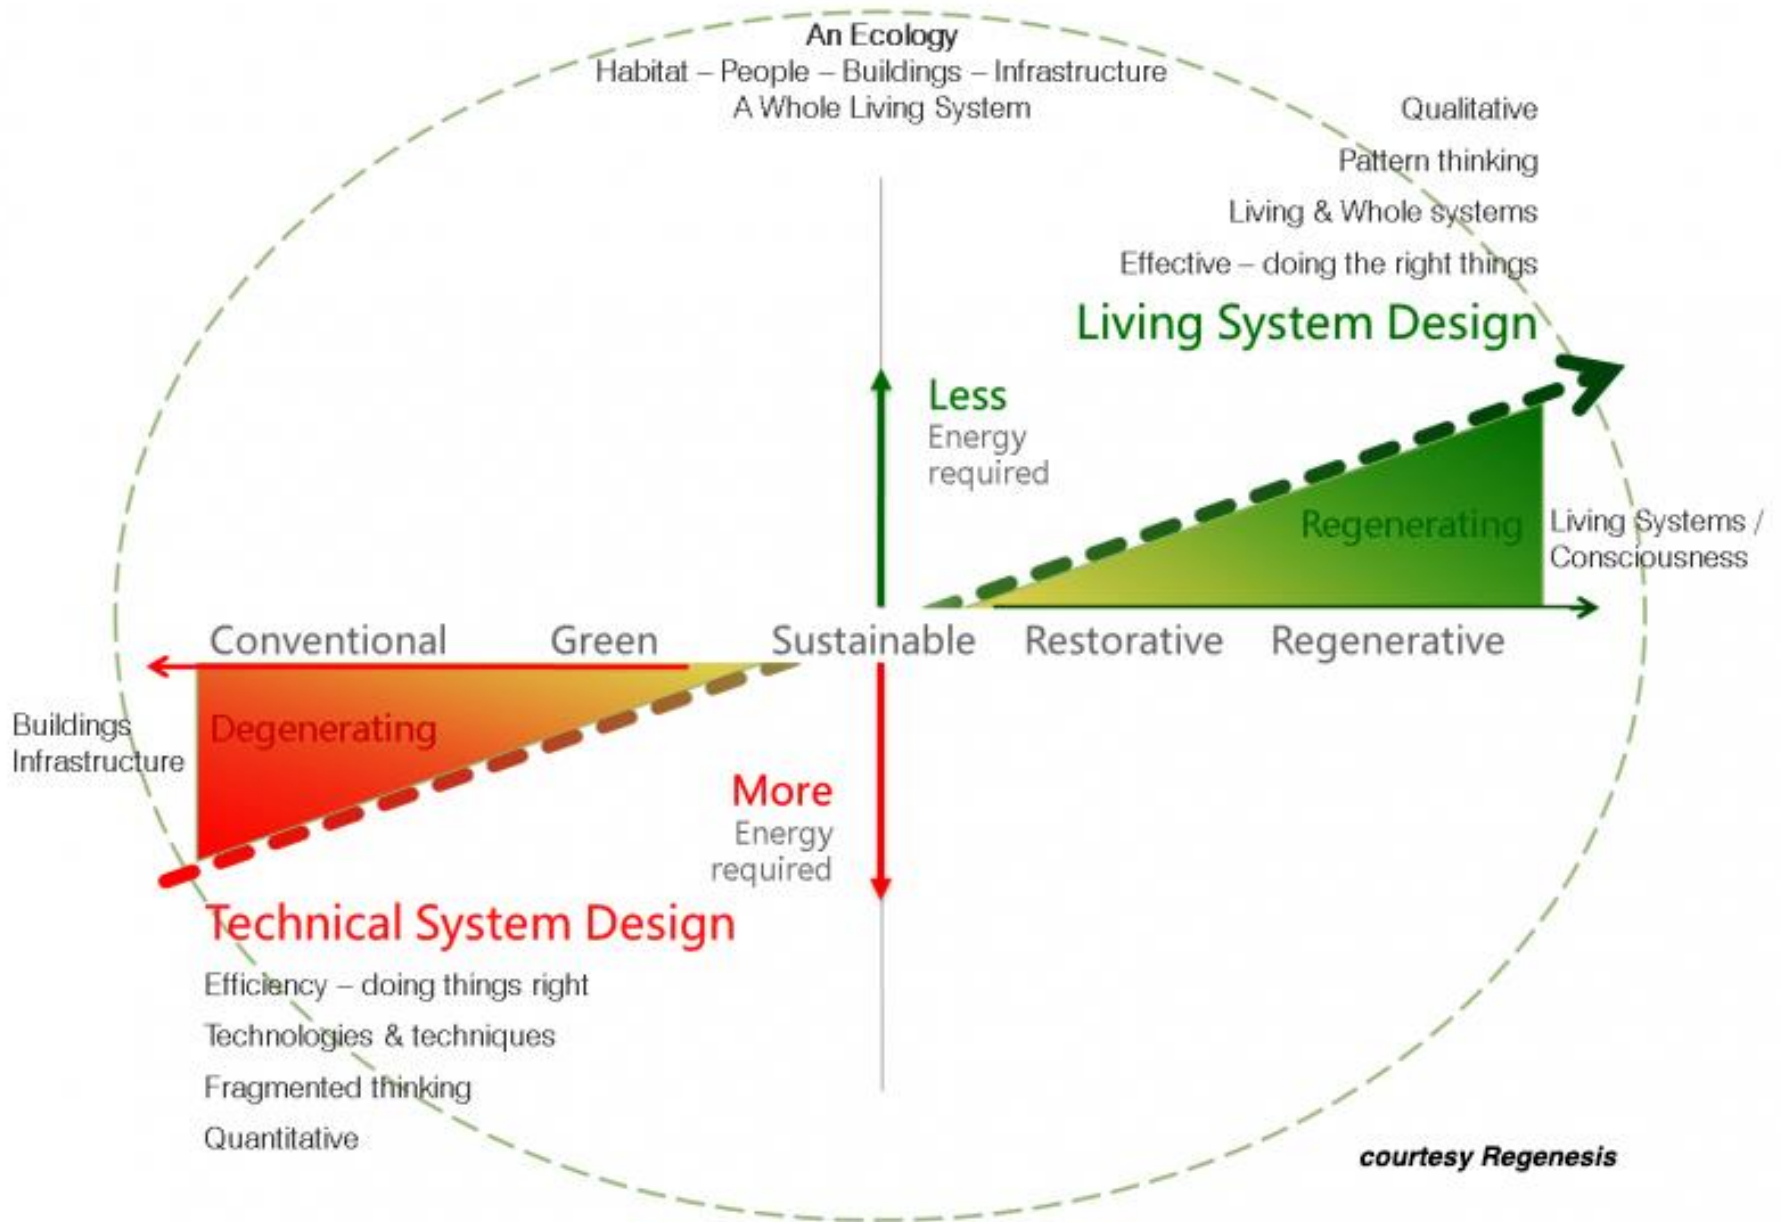 An Ecology
Habitat – People – Buildings – Infrastructure
A Whole Living System
Qualitative
Pattern thinking
Living & Whole systems
Effective – doing the right things
Living System Design
Less
Energy
required
Regenerating
Living Systems /
Consciousness
Conventional
Green
Sustainable
Restorative
Regenerative
Buildings
Infrastructure
Degenerating
More
Energy
required
Technical System Design
Efficiency – doing things right
Technologies & techniques
Fragmented thinking
Quantitative
courtesy Regenesis